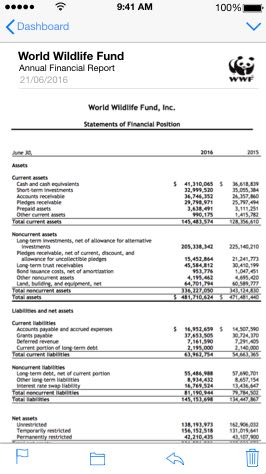 9:41 AM 100%
Dashboard
World Wildlife Fund
Annual Financial Report
21/06/2016
WWF
World Wildlife Fund, Inc.
Statements of Financial Position
June 30, 2016 2015
Assets
Current assets
Cash and cash equivalents $ 41,310,065 $ 36,618,839
Short-term investments 32,999,520 35,055,384
Accounts receivable 36,746,352 26,357,860
Pledges receivable 29,798,971 25,797,494
Prepaid assets 3,638,491 3,111,251
Other current assets 990,175 1,415,782
Total current assets 145,483,574 128,356,610
Noncurrent assets
Long-term investments, net of allowance for alternative
investments 205,338,342 225,140,210
Pledges receivable, net of current, discount, and
allowance for uncollectible pledges 15,452,864 21,241,773
Long-term trust receivables 45,584,812 30,410,199
Bond issuance costs, net of amortization 953,776 1,047,451
Other noncurrent assets 4,195,462 4,695,420
Land, building, and equipment, net 64,701,794 60,589,777
Total noncurrent assets 336,227,050 343,124,830
Total assets $ 481,710,624 $ 471,481,440
Liabilities and net assets
Current liabilities
Accounts payable and accrued expenses $ 16,952,659 $ 14,507,590
Grants payable 37,653,505 30,724,370
Deferred revenue 7,161,590 7,291,405
Current portion of long-term debt 2,195,000 2,140,000
Total current liabilities 63,962,754 54,663,365
Noncurrent liabilities
Long-term debt, net of current portion 55,486,988 57,690,701
Other long-term liabilities 8,934,432 8,657,154
Interest rate swap liability 16,769,524 13,436,647
Total noncurrent liabilities 81,190,944 79,784,502
Total liabilities 145,153,698 134,447,867
Net assets
Unrestricted 138,193,973 162,906,032
Temporarily restricted 156,152,518 131,019,641
Permanently restricted 42,210,435 43,107,900